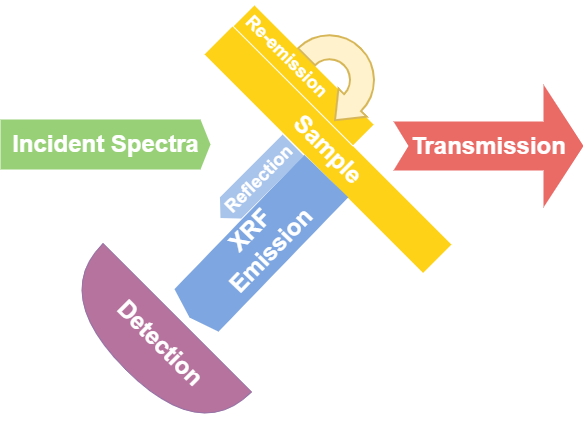 Re-emission
Sample
Incident Spectra
Transmission
Reflection
XRF
Emission
Detection